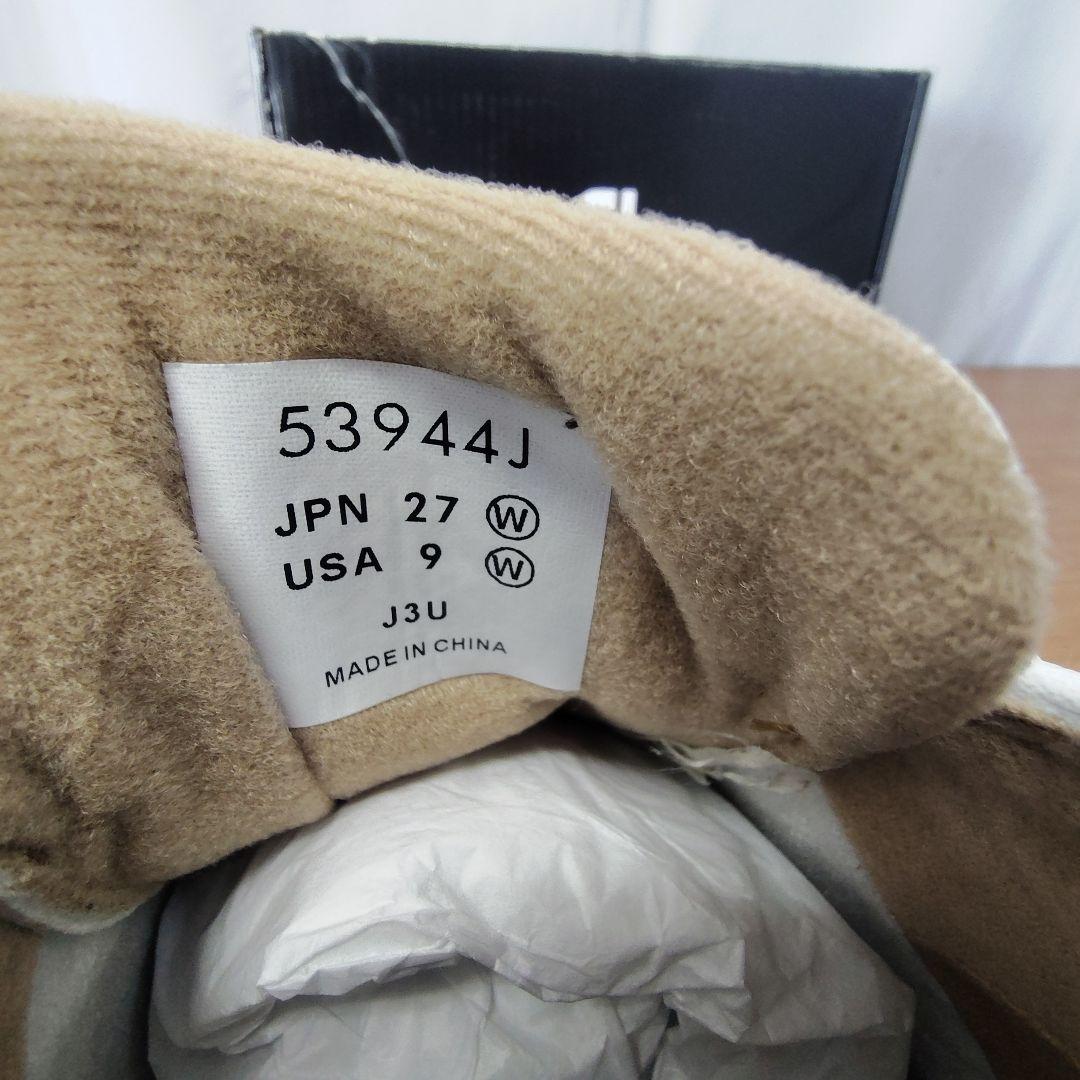 53944J
JPN 27 Ⓦ
USA 9 Ⓦ
J3U
MADE IN CHINA